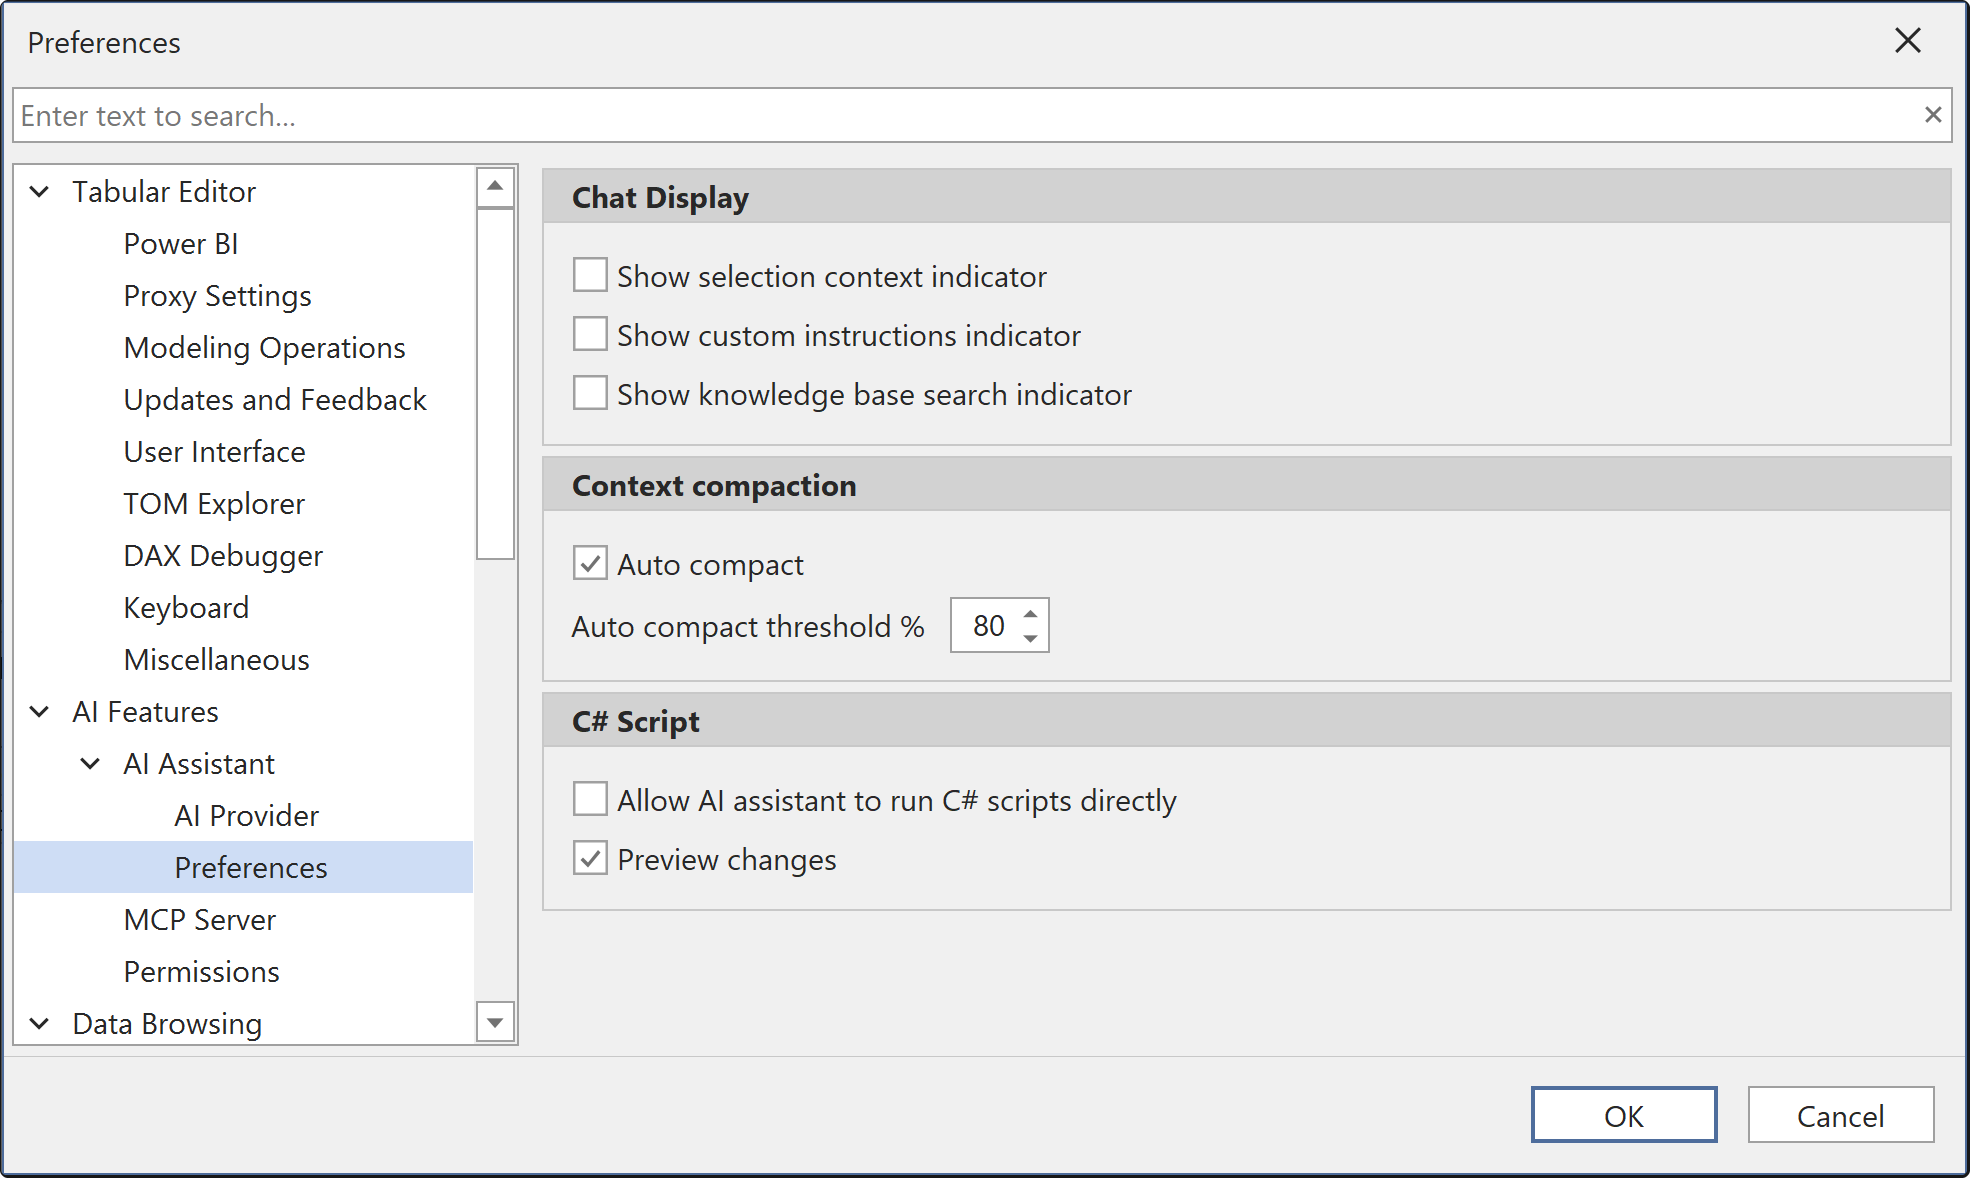 Preferences
Enter text to search...
Tabular Editor
Power BI
Proxy Settings
Modeling Operations
Updates and Feedback
User Interface
TOM Explorer
DAX Debugger
Keyboard
Miscellaneous
AI Features
AI Assistant
AI Provider
Preferences
MCP Server
Permissions
Data Browsing
Chat Display
Show selection context indicator
Show custom instructions indicator
Show knowledge base search indicator
Context compaction
Auto compact
Auto compact threshold % 80
C# Script
Allow AI assistant to run C# scripts directly
Preview changes
OK Cancel